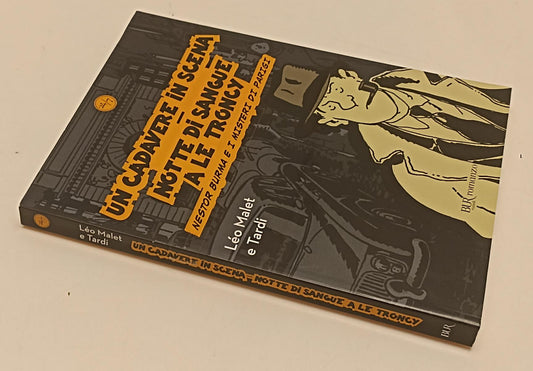 UN CADAVERE IN SCENA
NOTTE DI SANGUE
A LE TRONCY
NESTOR BURMA E I MISTERI DI PARIGI
Léo Malet
e Tardi
BUR romanzo
Léo Malet
e Tardi
UN CADAVERE IN SCENA - NOTTE DI SANGUE A LE TRONCY
BUR